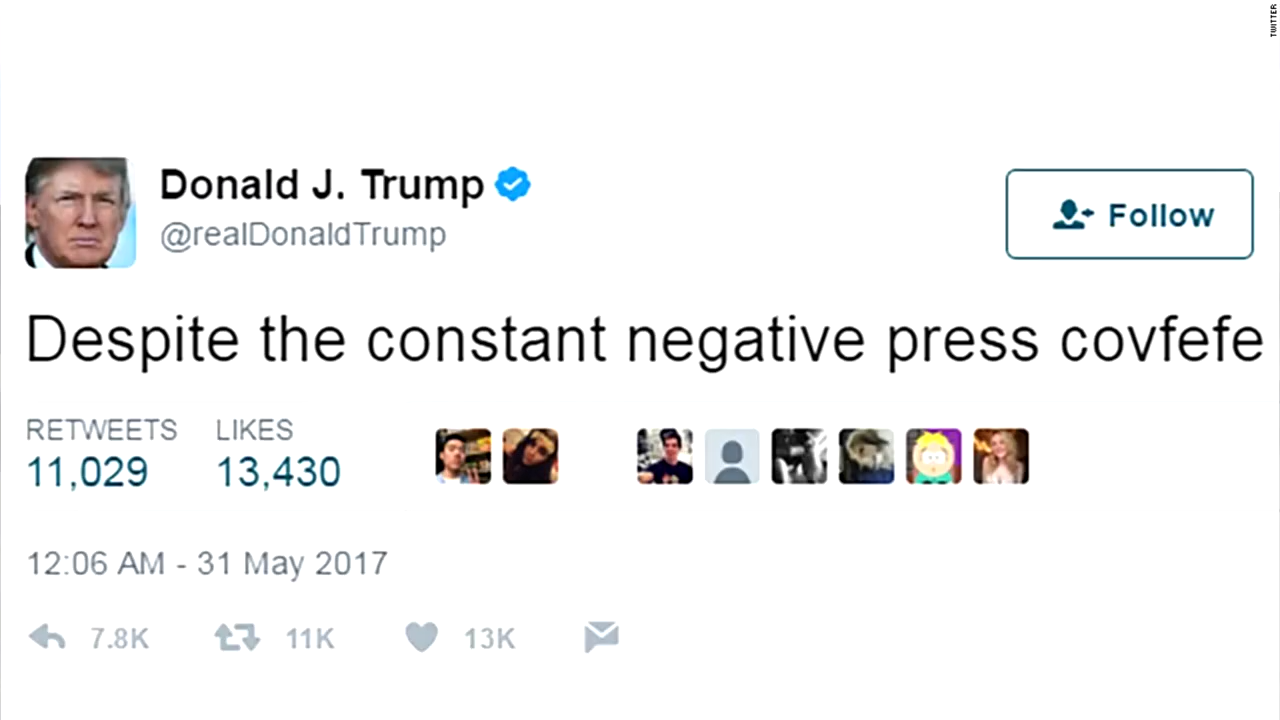 TWITTER
Donald J. Trump
@realDonaldTrump
Follow
Despite the constant negative press covfefe
RETWEETS LIKES
11,029 13,430
12:06 AM - 31 May 2017
7.8K 11K 13K